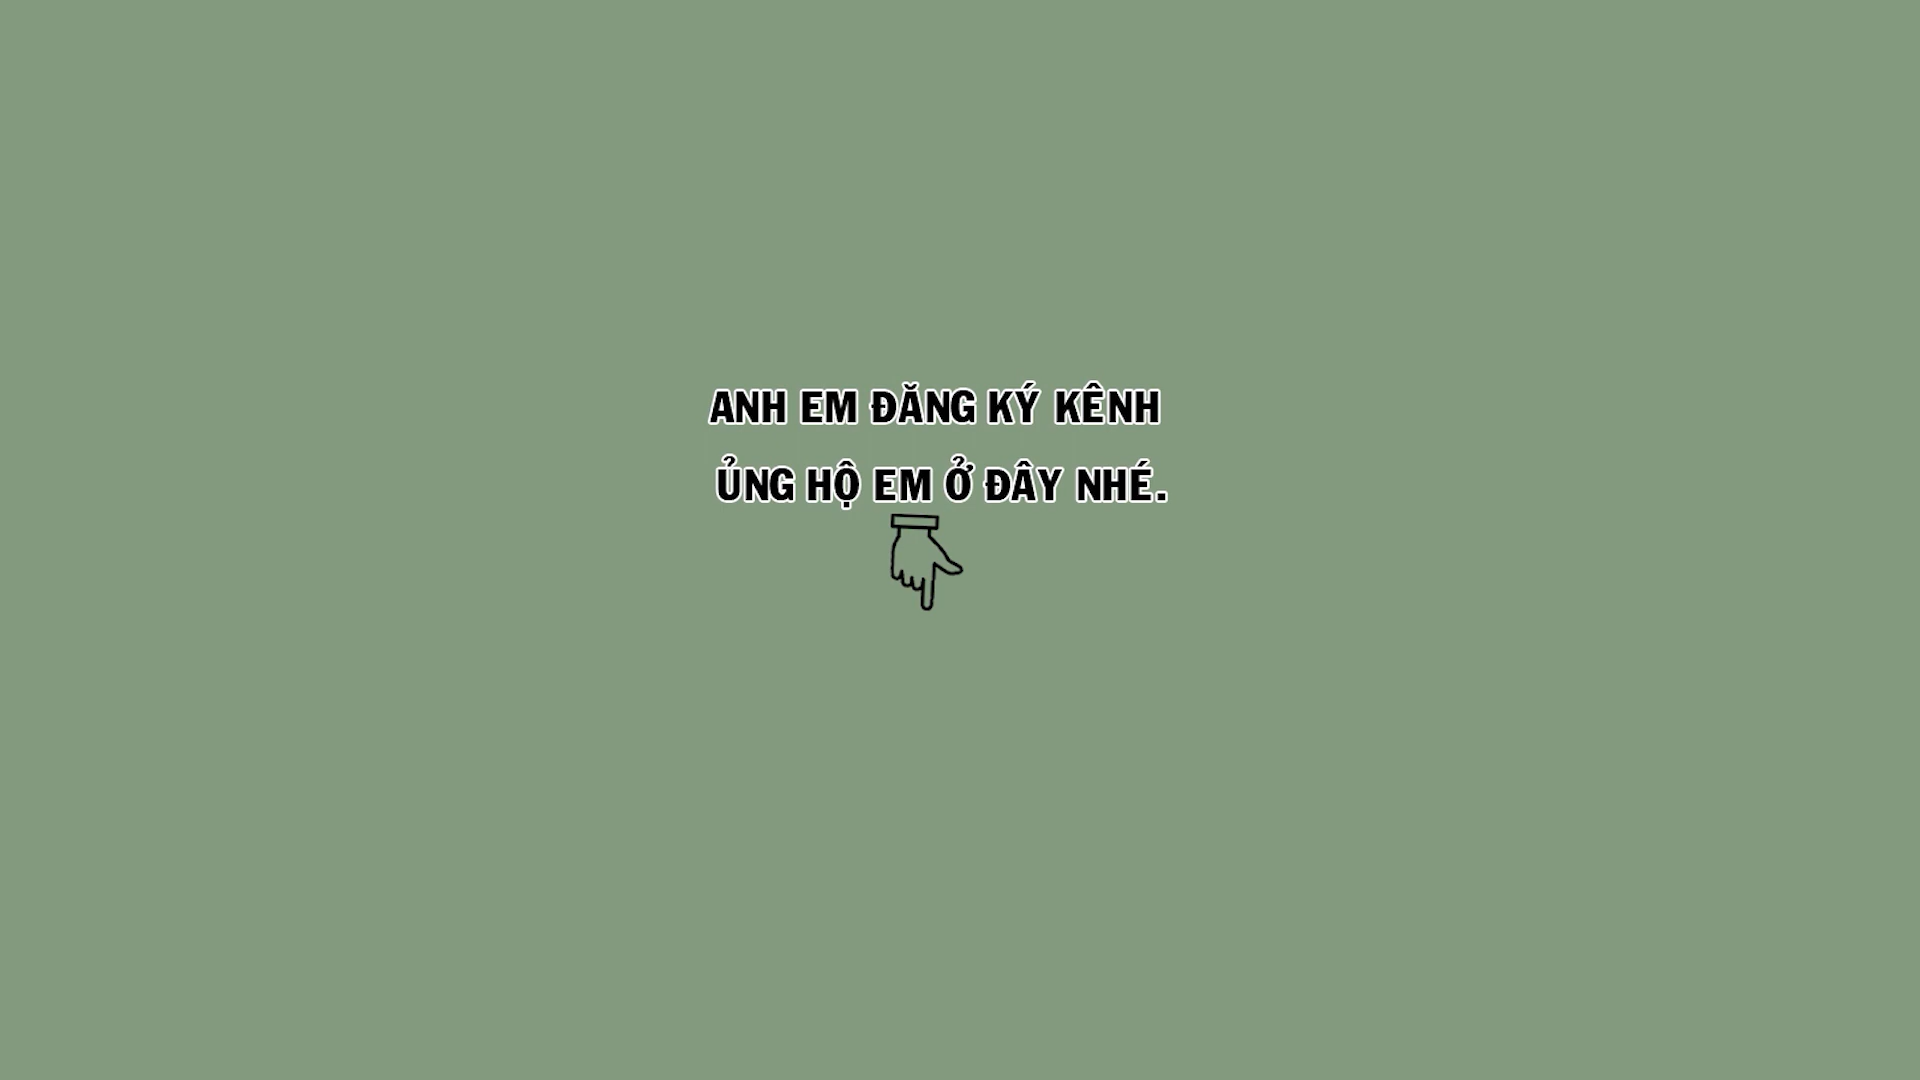 ANH EM ĐĂNG KÝ KÊNH
ỦNG HỘ EM Ở ĐÂY NHÉ.